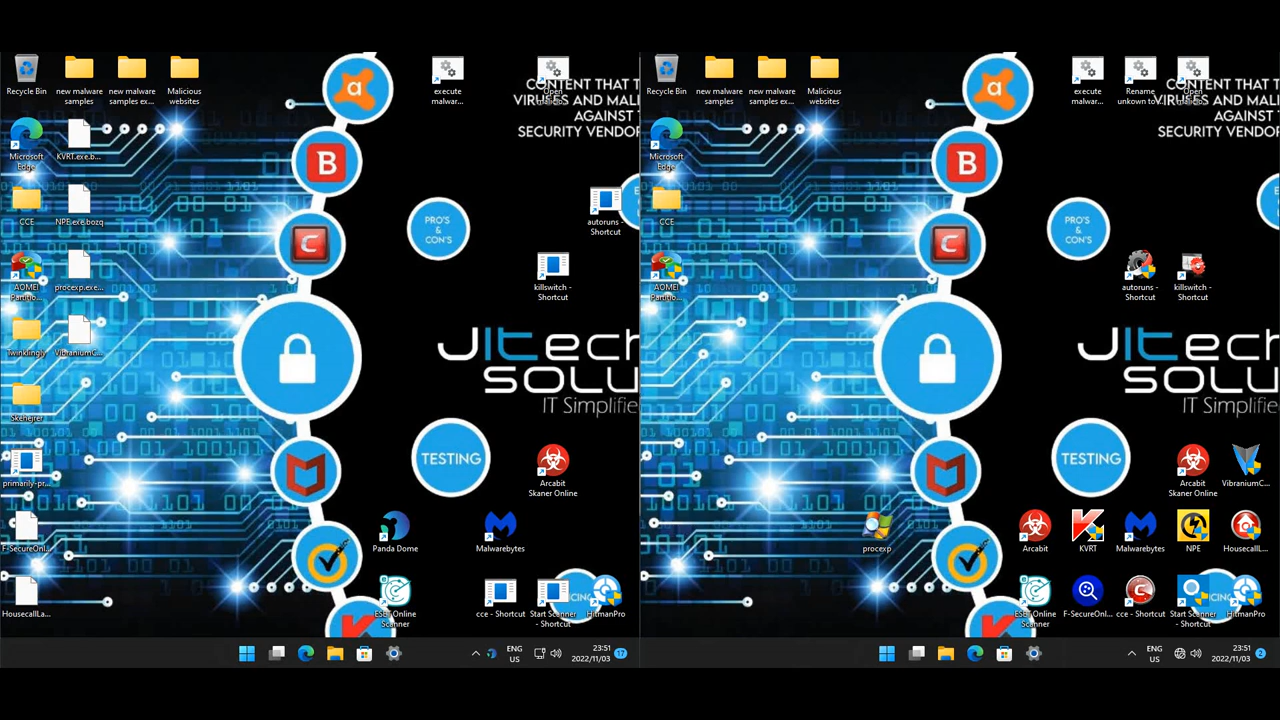 Recycle Bin
new malware samples
new malware samples ex...
Malicious websites
execute malwar...
Open
CONTENT THAT T
VIRUSES AND MALI
AGAINST
SECURITY VENDOR
Microsoft Edge
KVRT.exe.b...
CCE
NPE.exe.bozq
PRO'S
&
CON'S
autoruns - Shortcut
AOMEI Partitio...
procexp.exe...
killswitch - Shortcut
Twinklingly
VibraniumC...
JITech
SOLU
IT Simplifie
Skehejrer
primarily-pr...
TESTING
Arcabit Skaner Online
F-SecureOnl...
Panda Dome
Malwarebytes
HousecallLa...
ESET Online Scanner
cce - Shortcut
Start Scanner - Shortcut
HitmanPro
ENG
US
23:51
2022/11/03
17
Recycle Bin
new malware samples
new malware samples ex...
Malicious websites
execute malwar...
Rename unkown to...
Open
CONTENT THAT T
VIRUSES AND MALI
AGAINST
SECURITY VENDOR
Microsoft Edge
CCE
PRO'S
&
CON'S
AOMEI Partitio...
autoruns - Shortcut
killswitch - Shortcut
JITech
SOLU
IT Simplifie
TESTING
Arcabit Skaner Online
VibraniumC...
procexp
Arcabit
KVRT
Malwarebytes
NPE
HousecallL...
ESET Online Scanner
F-SecureOnl...
cce - Shortcut
Start Scanner - Shortcut
HitmanPro
ENG
US
23:51
2022/11/03
2